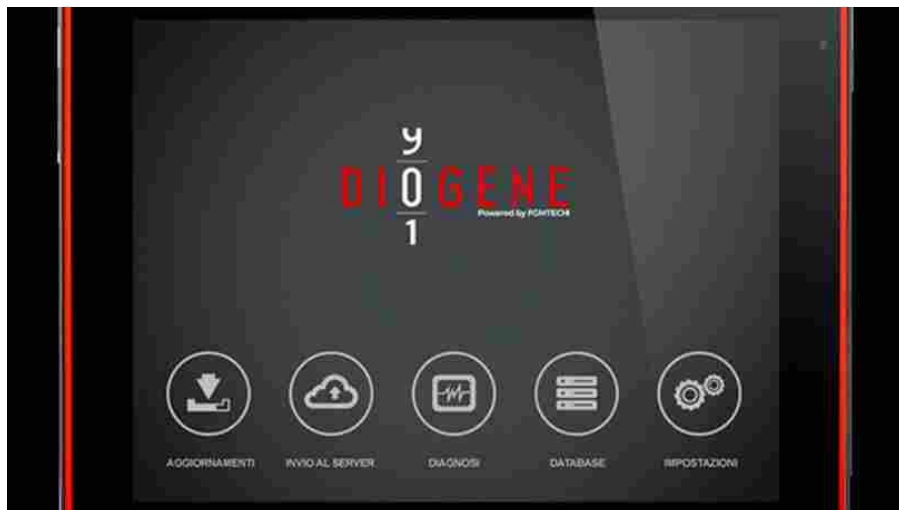 y
DIOGENE
Powered by FGMTECH
1
AGGIORNAMENTI
INVIO AL SERVER
DIAGNOSI
DATABASE
IMPOSTAZIONI